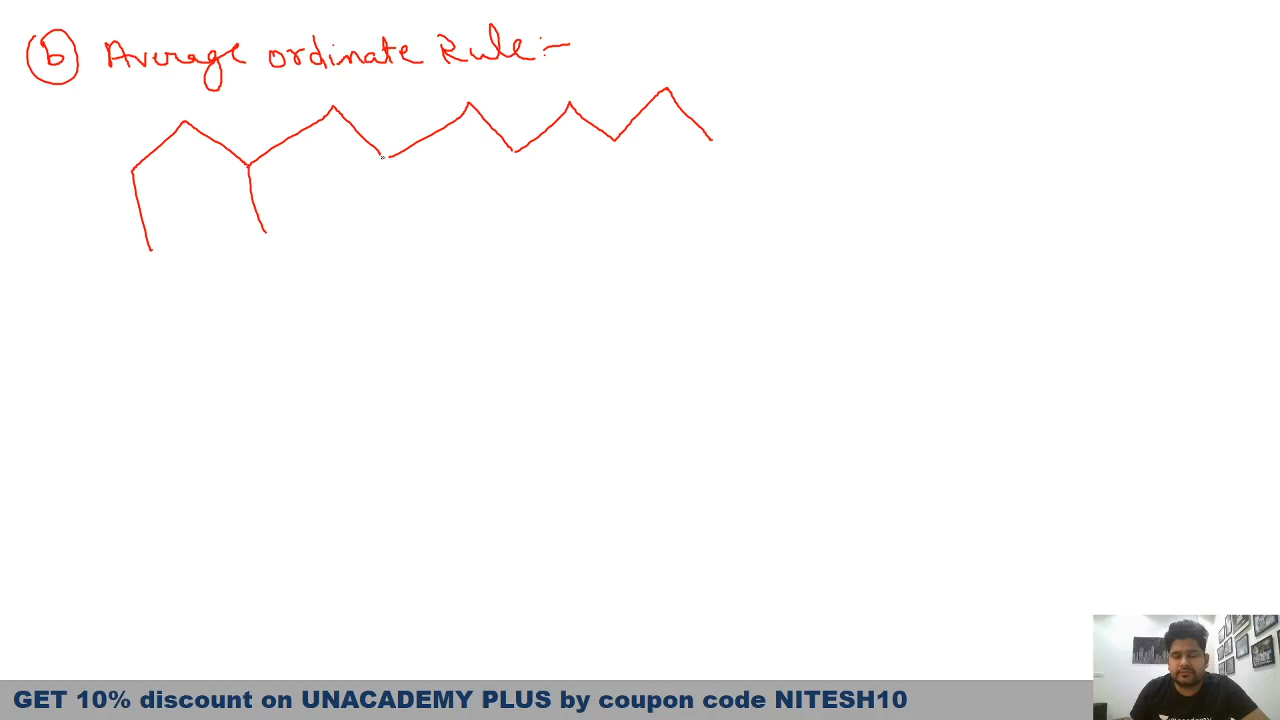 b Average ordinate Rule :-
GET 10% discount on UNACADEMY PLUS by coupon code NITESH10